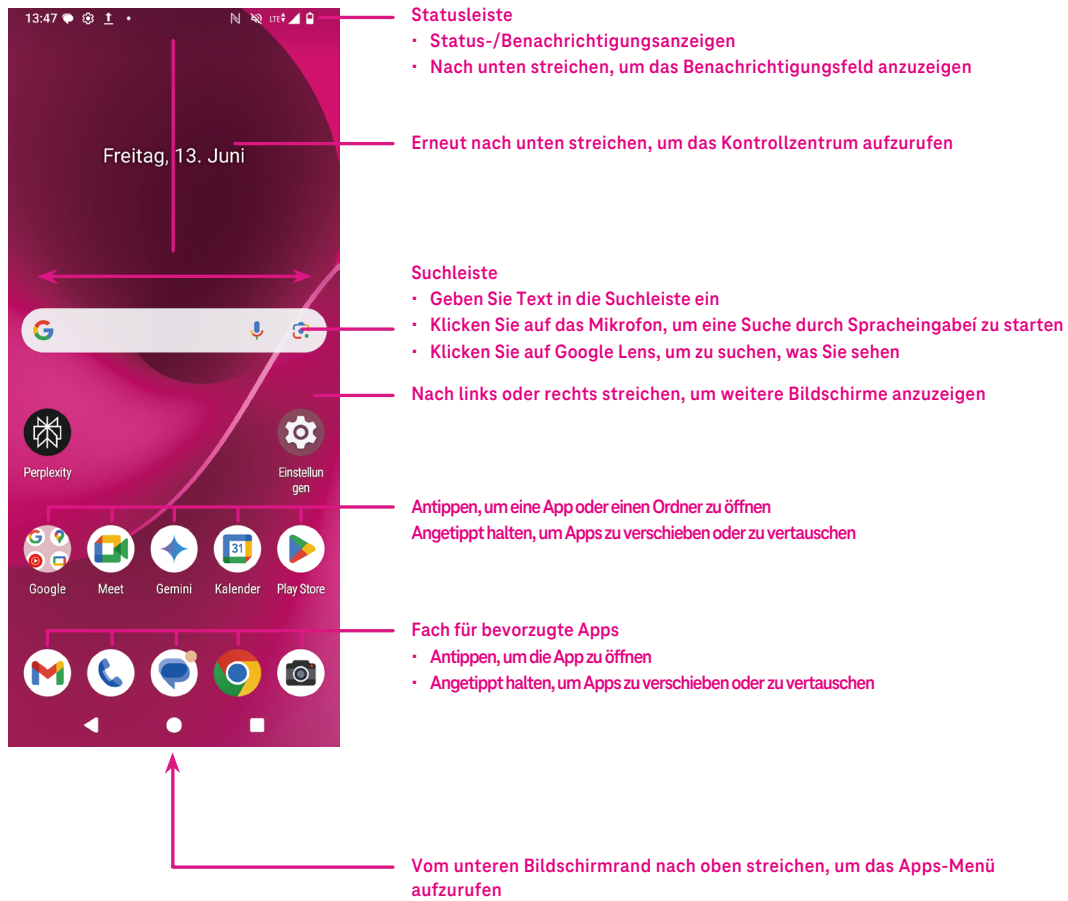 13:47
LTE
Statusleiste
· Status-/Benachrichtigungsanzeigen
· Nach unten streichen, um das Benachrichtigungsfeld anzuzeigen
Erneut nach unten streichen, um das Kontrollzentrum aufzurufen
Freitag, 13. Juni
Suchleiste
· Geben Sie Text in die Suchleiste ein
· Klicken Sie auf das Mikrofon, um eine Suche durch Spracheingabeí zu starten
· Klicken Sie auf Google Lens, um zu suchen, was Sie sehen
Nach links oder rechts streichen, um weitere Bildschirme anzuzeigen
Perplexity
Einstellun
gen
Antippen, um eine App oder einen Ordner zu öffnen
Angetippt halten, um Apps zu verschieben oder zu vertauschen
31
Google Meet Gemini Kalender Play Store
Fach für bevorzugte Apps
· Antippen, um die App zu öffnen
· Angetippt halten, um Apps zu verschieben oder zu vertauschen
Vom unteren Bildschirmrand nach oben streichen, um das Apps-Menü
aufzurufen